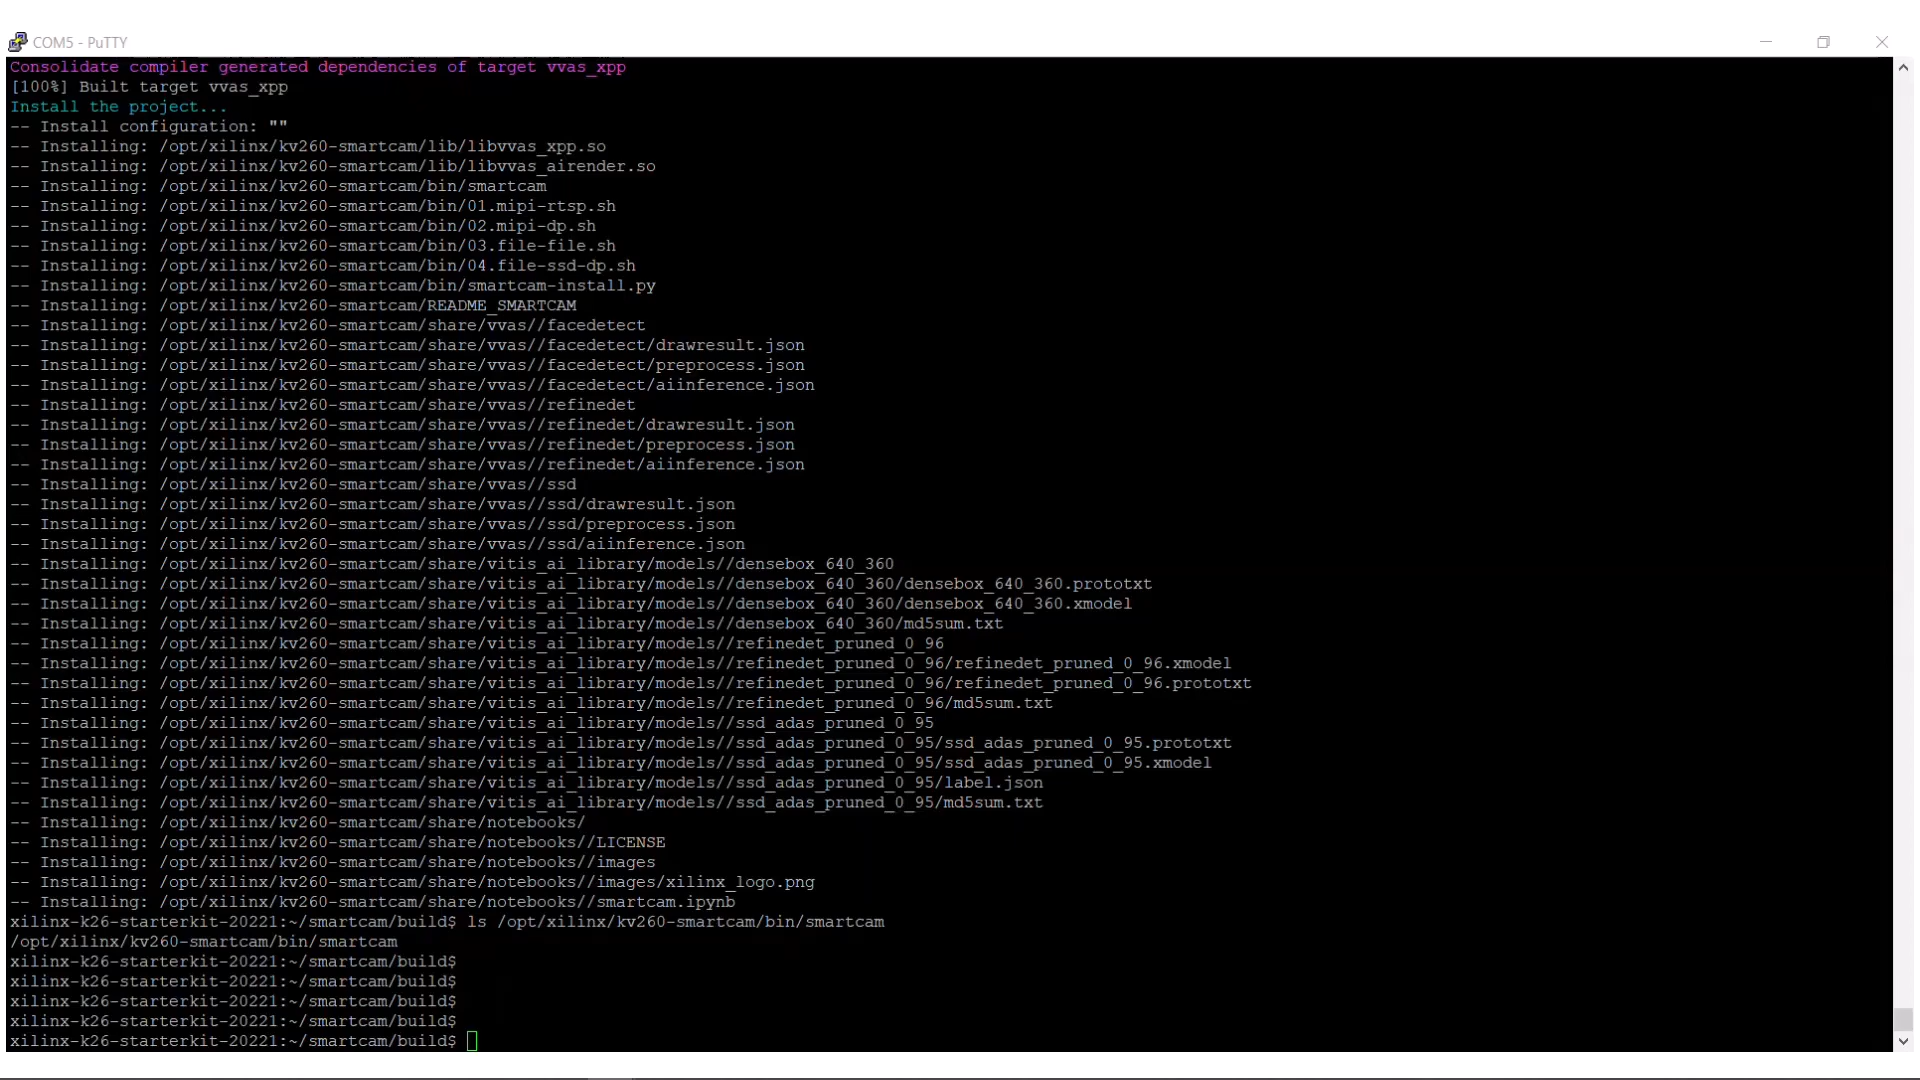 COM5 - PuTTY
Consolidate compiler generated dependencies of target vvas_xpp
[100%] Built target vvas_xpp
Install the project...
-- Install configuration: ""
-- Installing: /opt/xilinx/kv260-smartcam/lib/libvvas_xpp.so
-- Installing: /opt/xilinx/kv260-smartcam/lib/libvvas_airender.so
-- Installing: /opt/xilinx/kv260-smartcam/bin/smartcam
-- Installing: /opt/xilinx/kv260-smartcam/bin/01.mipi-rtsp.sh
-- Installing: /opt/xilinx/kv260-smartcam/bin/02.mipi-dp.sh
-- Installing: /opt/xilinx/kv260-smartcam/bin/03.file-file.sh
-- Installing: /opt/xilinx/kv260-smartcam/bin/04.file-ssd-dp.sh
-- Installing: /opt/xilinx/kv260-smartcam/bin/smartcam-install.py
-- Installing: /opt/xilinx/kv260-smartcam/README_SMARTCAM
-- Installing: /opt/xilinx/kv260-smartcam/share/vvas//facedetect
-- Installing: /opt/xilinx/kv260-smartcam/share/vvas//facedetect/drawresult.json
-- Installing: /opt/xilinx/kv260-smartcam/share/vvas//facedetect/preprocess.json
-- Installing: /opt/xilinx/kv260-smartcam/share/vvas//facedetect/aiinference.json
-- Installing: /opt/xilinx/kv260-smartcam/share/vvas//refinedet
-- Installing: /opt/xilinx/kv260-smartcam/share/vvas//refinedet/drawresult.json
-- Installing: /opt/xilinx/kv260-smartcam/share/vvas//refinedet/preprocess.json
-- Installing: /opt/xilinx/kv260-smartcam/share/vvas//refinedet/aiinference.json
-- Installing: /opt/xilinx/kv260-smartcam/share/vvas//ssd
-- Installing: /opt/xilinx/kv260-smartcam/share/vvas//ssd/drawresult.json
-- Installing: /opt/xilinx/kv260-smartcam/share/vvas//ssd/preprocess.json
-- Installing: /opt/xilinx/kv260-smartcam/share/vvas//ssd/aiinference.json
-- Installing: /opt/xilinx/kv260-smartcam/share/vitis_ai_library/models//densebox_640_360
-- Installing: /opt/xilinx/kv260-smartcam/share/vitis_ai_library/models//densebox_640_360/densebox_640_360.prototxt
-- Installing: /opt/xilinx/kv260-smartcam/share/vitis_ai_library/models//densebox_640_360/densebox_640_360.xmodel
-- Installing: /opt/xilinx/kv260-smartcam/share/vitis_ai_library/models//densebox_640_360/md5sum.txt
-- Installing: /opt/xilinx/kv260-smartcam/share/vitis_ai_library/models//refinedet_pruned_0_96
-- Installing: /opt/xilinx/kv260-smartcam/share/vitis_ai_library/models//refinedet_pruned_0_96/refinedet_pruned_0_96.xmodel
-- Installing: /opt/xilinx/kv260-smartcam/share/vitis_ai_library/models//refinedet_pruned_0_96/refinedet_pruned_0_96.prototxt
-- Installing: /opt/xilinx/kv260-smartcam/share/vitis_ai_library/models//refinedet_pruned_0_96/md5sum.txt
-- Installing: /opt/xilinx/kv260-smartcam/share/vitis_ai_library/models//ssd_adas_pruned_0_95
-- Installing: /opt/xilinx/kv260-smartcam/share/vitis_ai_library/models//ssd_adas_pruned_0_95/ssd_adas_pruned_0_95.prototxt
-- Installing: /opt/xilinx/kv260-smartcam/share/vitis_ai_library/models//ssd_adas_pruned_0_95/ssd_adas_pruned_0_95.xmodel
-- Installing: /opt/xilinx/kv260-smartcam/share/vitis_ai_library/models//ssd_adas_pruned_0_95/label.json
-- Installing: /opt/xilinx/kv260-smartcam/share/vitis_ai_library/models//ssd_adas_pruned_0_95/md5sum.txt
-- Installing: /opt/xilinx/kv260-smartcam/share/notebooks/
-- Installing: /opt/xilinx/kv260-smartcam/share/notebooks//LICENSE
-- Installing: /opt/xilinx/kv260-smartcam/share/notebooks//images
-- Installing: /opt/xilinx/kv260-smartcam/share/notebooks//images/xilinx_logo.png
-- Installing: /opt/xilinx/kv260-smartcam/share/notebooks//smartcam.ipynb
xilinx-k26-starterkit-20221:~/smartcam/build$ ls /opt/xilinx/kv260-smartcam/bin/smartcam
/opt/xilinx/kv260-smartcam/bin/smartcam
xilinx-k26-starterkit-20221:~/smartcam/build$
xilinx-k26-starterkit-20221:~/smartcam/build$
xilinx-k26-starterkit-20221:~/smartcam/build$
xilinx-k26-starterkit-20221:~/smartcam/build$
xilinx-k26-starterkit-20221:~/smartcam/build$